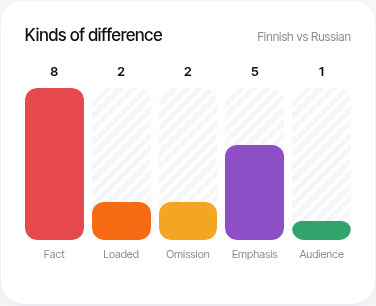 Kinds of difference
Finnish vs Russian
8 2 2 5 1
Fact Loaded Omission Emphasis Audience